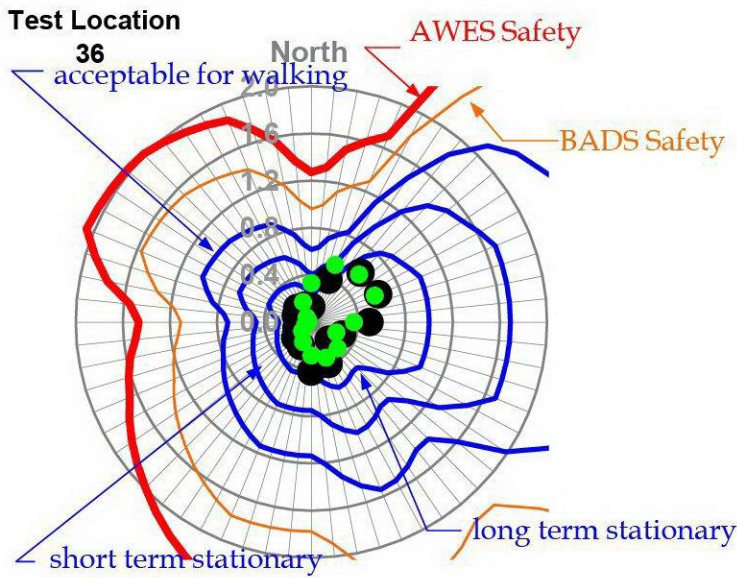 Test Location
36
North
AWES Safety
acceptable for walking
2.0
1.6
BADS Safety
1.2
0.8
0.4
0.0
long term stationary
short term stationary